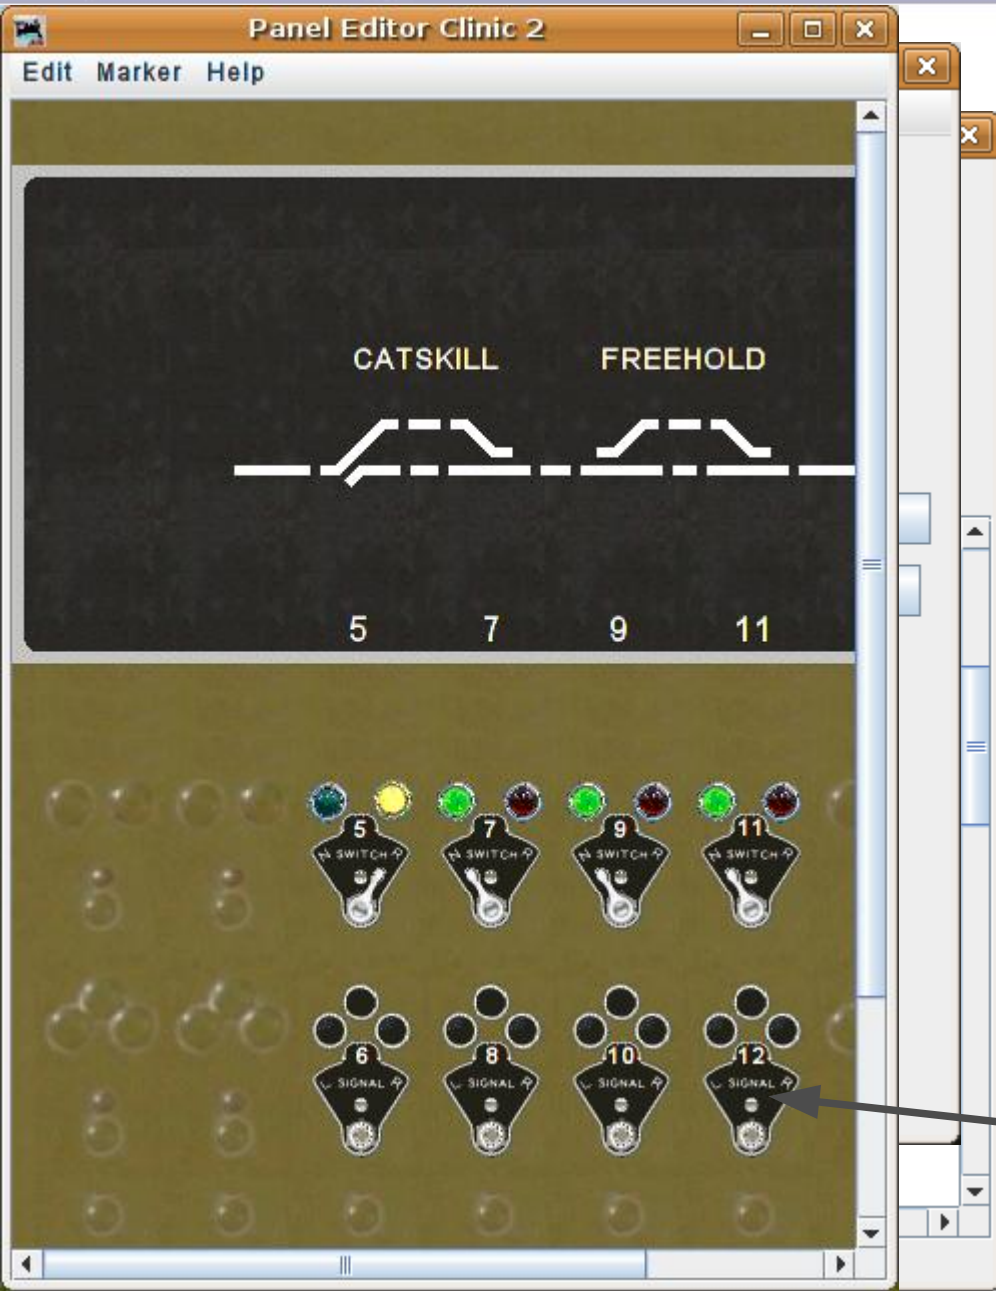 Panel Editor Clinic 2
Edit Marker Help
CATSKILL FREEHOLD
5 7 9 11
5 7 9 11
N SWITCH R N SWITCH R N SWITCH R N SWITCH R
6 8 10 12
L SIGNAL R L SIGNAL R L SIGNAL R L SIGNAL R